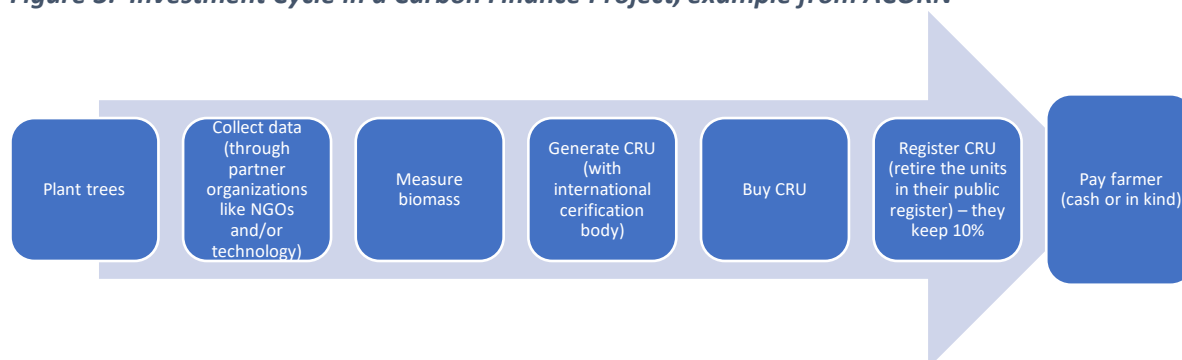 Figure 3: Investment Cycle in a Carbon Finance Project, example from ACORN
Plant trees
Collect data
(through
partner
organizations
like NGOs
and/or
technology)
Measure
biomass
Generate CRU
(with
international
cerification
body)
Buy CRU
Register CRU
(retire the units
in their public
register) – they
keep 10%
Pay farmer
(cash or in kind)